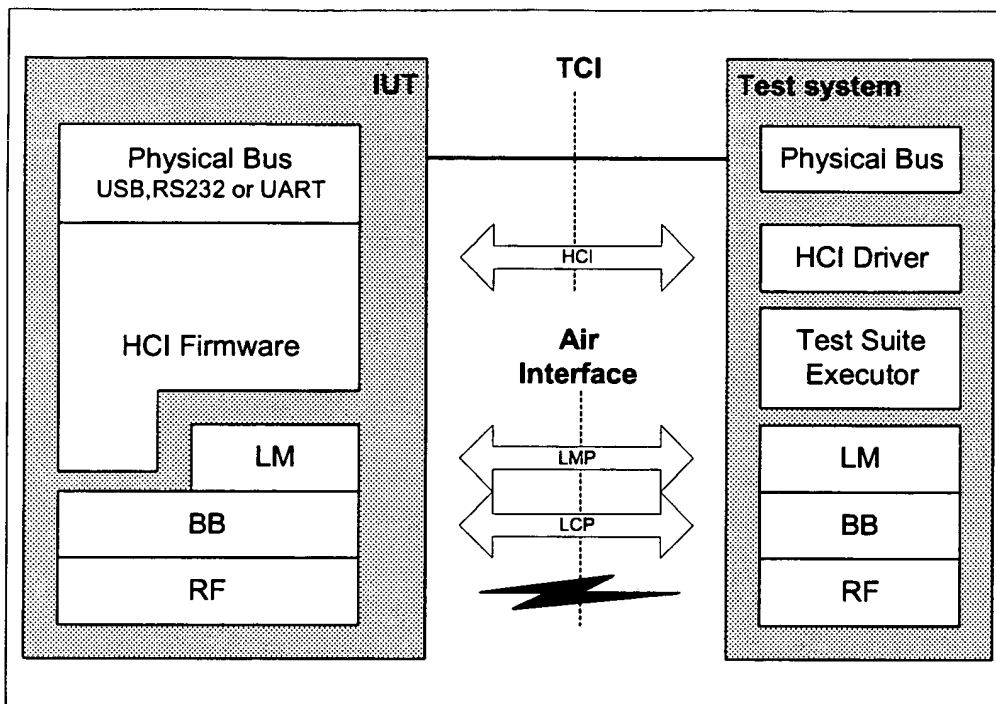 IUT
Physical Bus
USB,RS232 or UART
HCI Firmware
LM
BB
RF
TCI
HCI
Air
Interface
LMP
LCP
Test system
Physical Bus
HCI Driver
Test Suite
Executor
LM
BB
RF